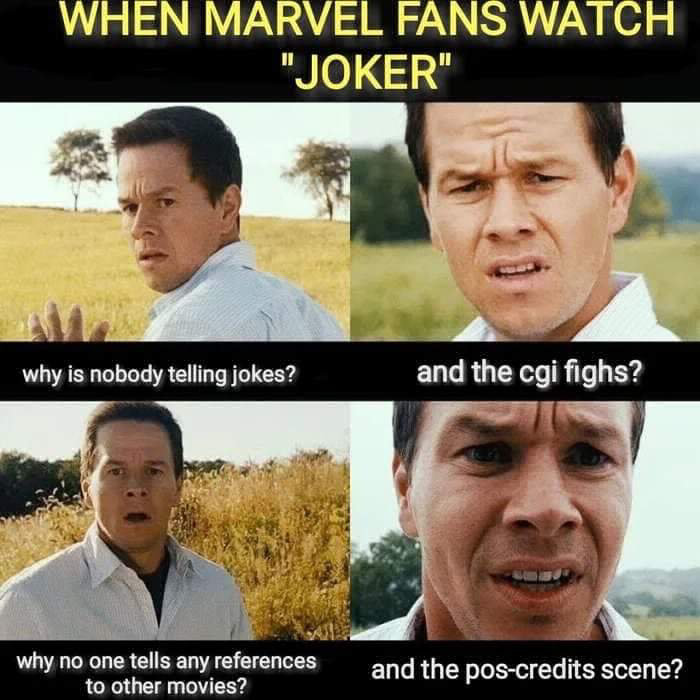 WHEN MARVEL FANS WATCH
"JOKER"
why is nobody telling jokes?
and the cgi fighs?
why no one tells any references
to other movies?
and the pos-credits scene?